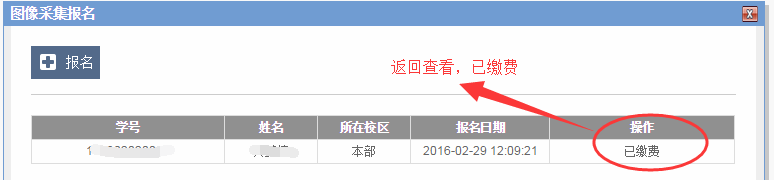 图像采集报名
报名
返回查看，已缴费
学号 姓名 所在校区 报名日期 操作
本部 2016-02-29 12:09:21 已缴费